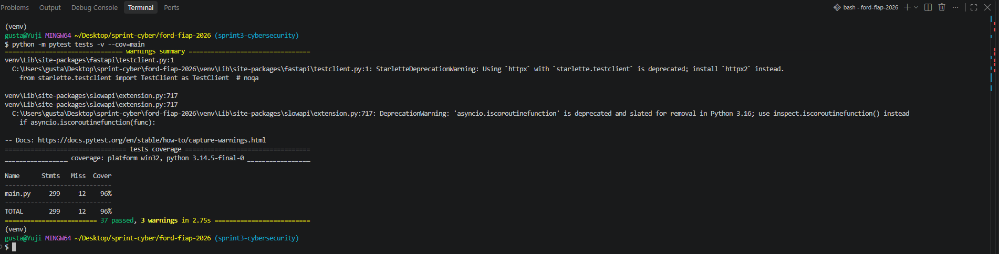 Problems Output Debug Console Terminal Ports bash - ford-fiap-2026
(venv)
gusta@Yuji MINGW64 ~/Desktop/sprint-cyber/ford-fiap-2026 (sprint3-cybersecurity)
$ python -m pytest tests -v --cov=main
=============================== warnings summary ================================
venv\Lib\site-packages\fastapi\testclient.py:1
  C:\Users\gusta\Desktop\sprint-cyber\ford-fiap-2026\venv\Lib\site-packages\fastapi\testclient.py:1: StarletteDeprecationWarning: Using `httpx` with `starlette.testclient` is deprecated; install `httpx2` instead.
    from starlette.testclient import TestClient as TestClient  # noqa

venv\Lib\site-packages\slowapi\extension.py:717
venv\Lib\site-packages\slowapi\extension.py:717
  C:\Users\gusta\Desktop\sprint-cyber\ford-fiap-2026\venv\Lib\site-packages\slowapi\extension.py:717: DeprecationWarning: 'asyncio.iscoroutinefunction' is deprecated and slated for removal in Python 3.16; use inspect.iscoroutinefunction() instead
    if asyncio.iscoroutinefunction(func):

-- Docs: https://docs.pytest.org/en/stable/how-to/capture-warnings.html
================================ tests coverage ================================
_________________ coverage: platform win32, python 3.14.5-final-0 _________________

Name      Stmts   Miss  Cover
-----------------------------
main.py     299     12    96%
-----------------------------
TOTAL       299     12    96%
======================== 37 passed, 3 warnings in 2.75s =========================
(venv)
gusta@Yuji MINGW64 ~/Desktop/sprint-cyber/ford-fiap-2026 (sprint3-cybersecurity)
$